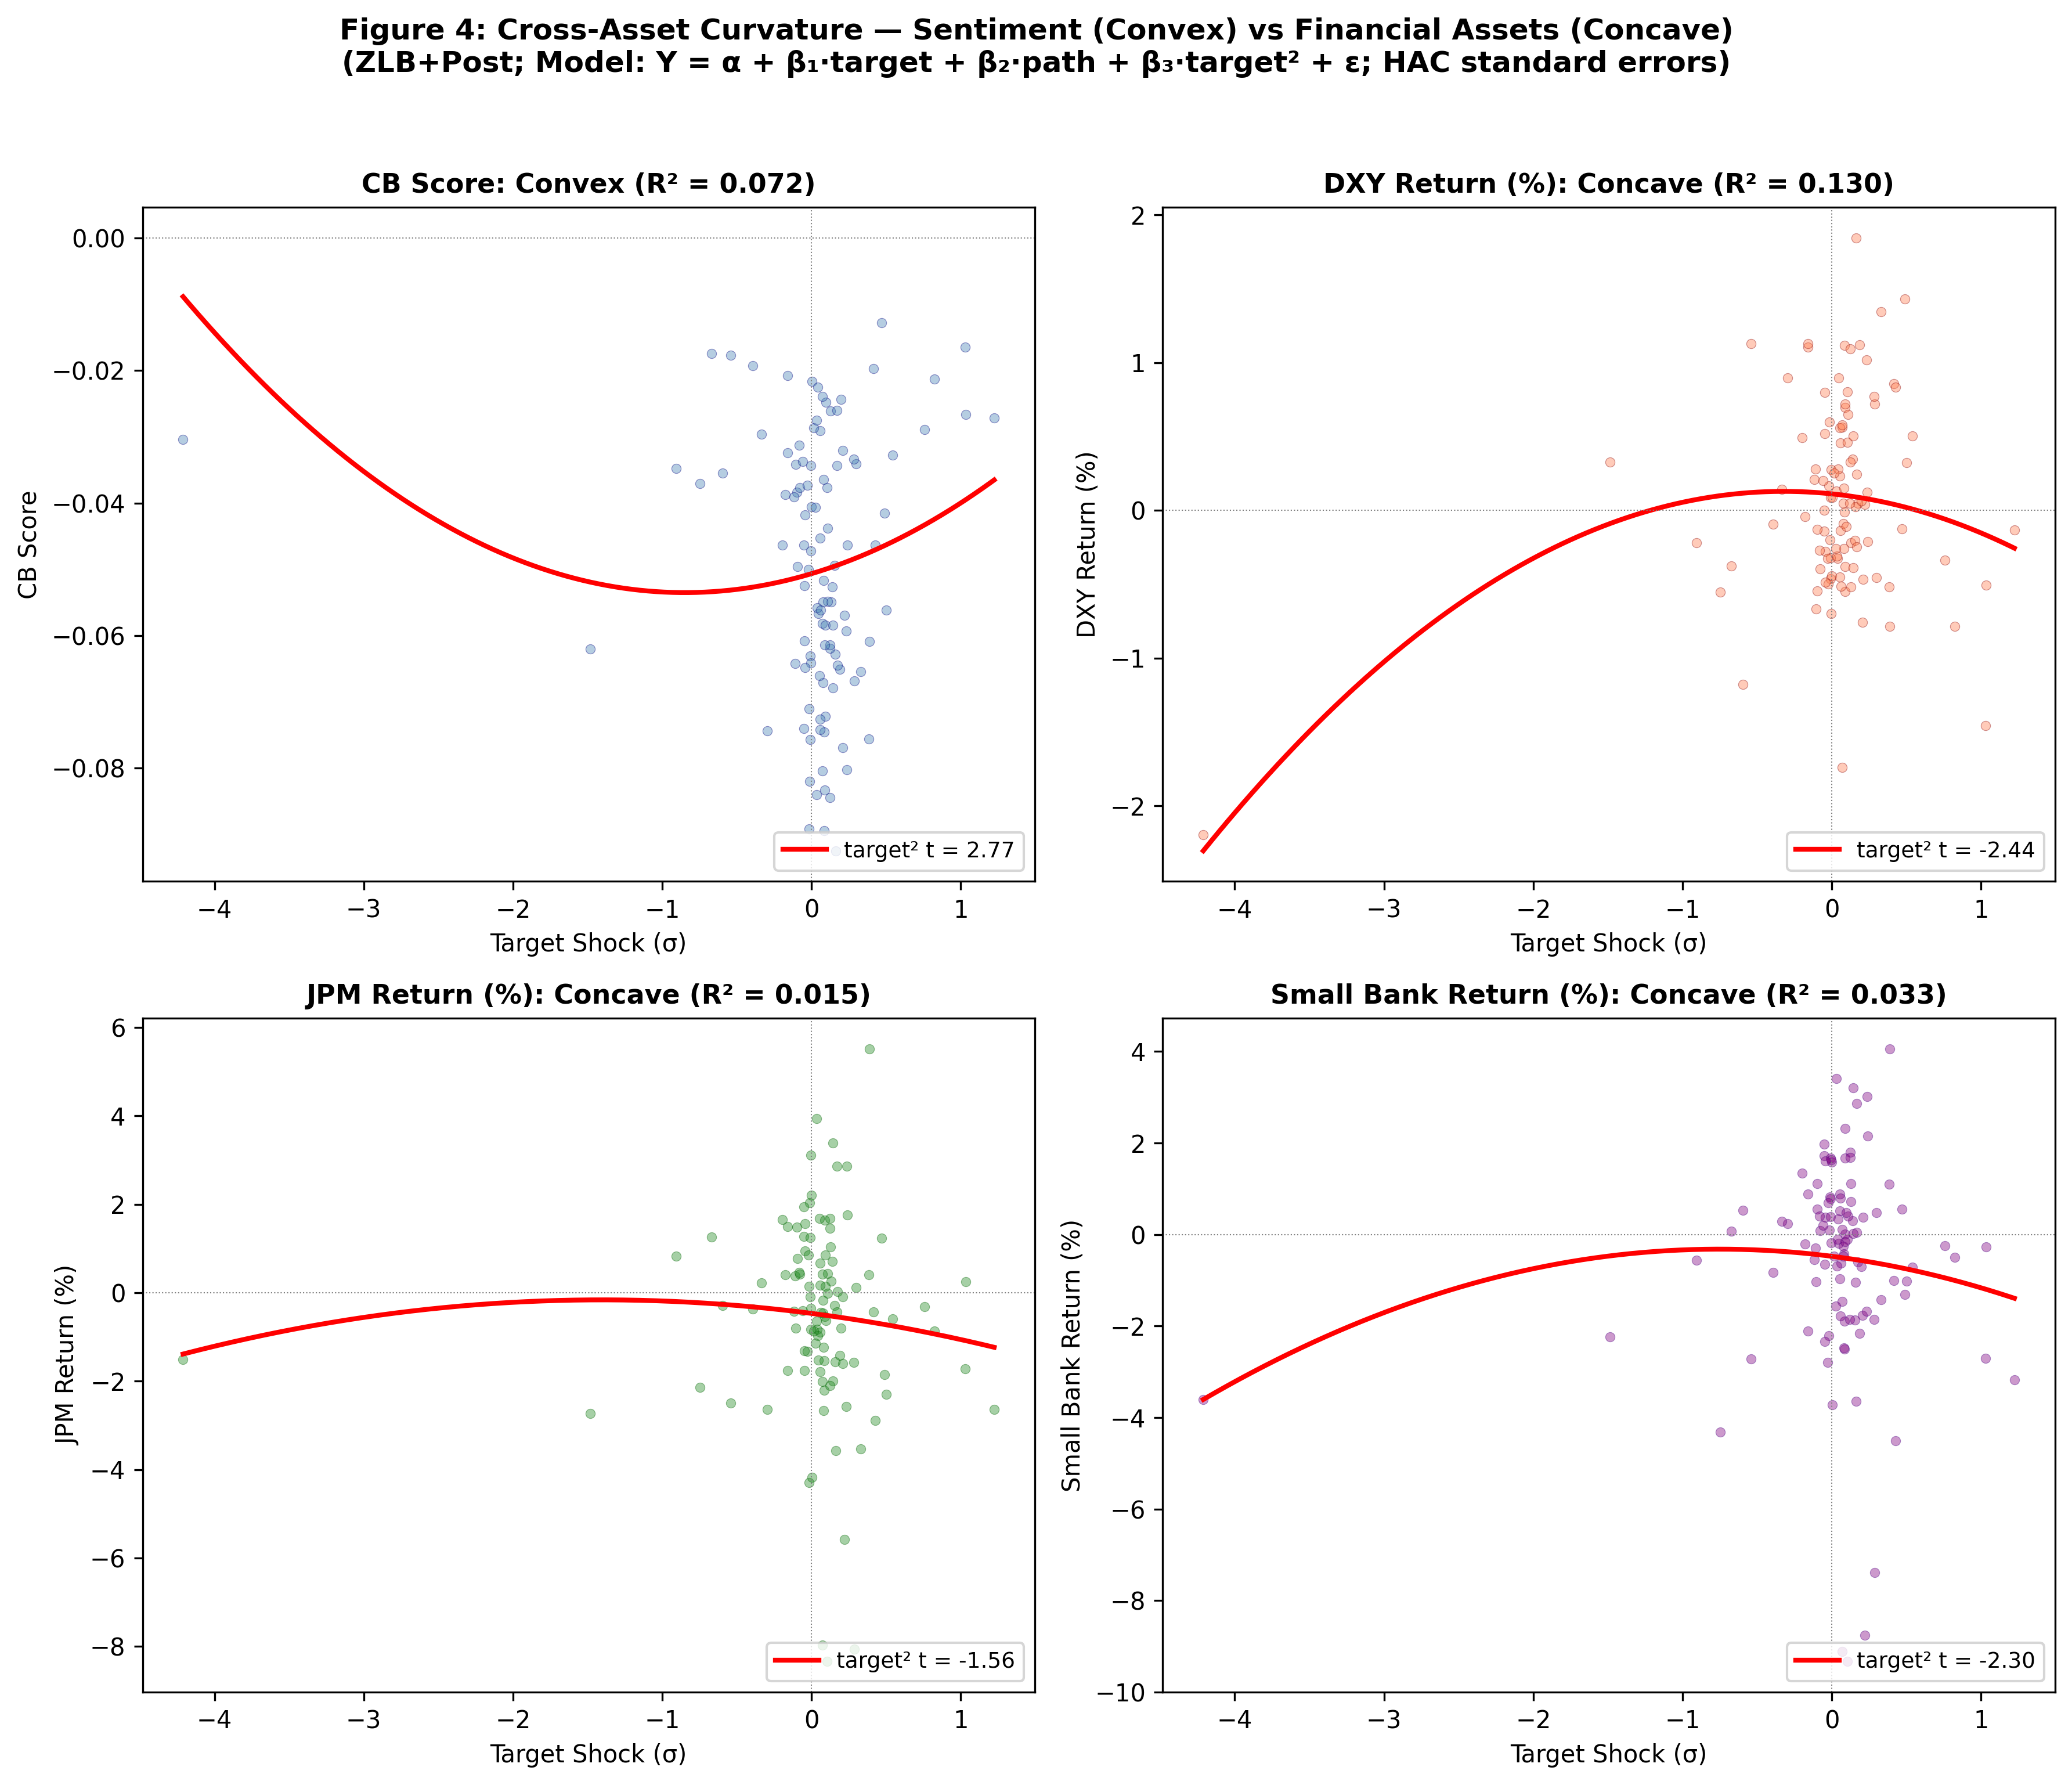 Figure 4: Cross-Asset Curvature — Sentiment (Convex) vs Financial Assets (Concave)
(ZLB+Post; Model: Y = α + β₁·target + β₂·path + β₃·target² + ε; HAC standard errors)
CB Score: Convex (R² = 0.072)
0.00
−0.02
−0.04
−0.06
−0.08
CB Score
target² t = 2.77
−4 −3 −2 −1 0 1
Target Shock (σ)
DXY Return (%): Concave (R² = 0.130)
2
1
0
−1
−2
DXY Return (%)
target² t = -2.44
−4 −3 −2 −1 0 1
Target Shock (σ)
JPM Return (%): Concave (R² = 0.015)
6
4
2
0
−2
−4
−6
−8
JPM Return (%)
target² t = -1.56
−4 −3 −2 −1 0 1
Target Shock (σ)
Small Bank Return (%): Concave (R² = 0.033)
4
2
0
−2
−4
−6
−8
−10
Small Bank Return (%)
target² t = -2.30
−4 −3 −2 −1 0 1
Target Shock (σ)